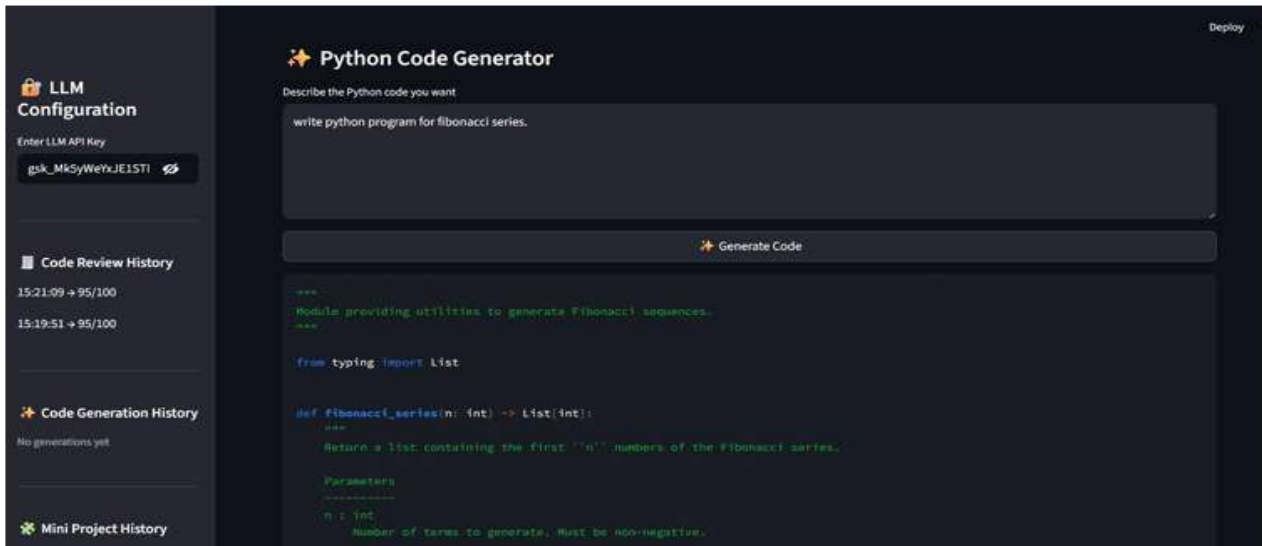 Deploy
✨ Python Code Generator
🔐 LLM
Configuration
Describe the Python code you want
write python program for fibonacci series.
Enter LLM API Key
✨ Generate Code
Code Review History
15:21:09 → 95/100
15:19:51 → 95/100
"""
Module providing utilities to generate Fibonacci sequences.
"""
from typing import List
✨ Code Generation History
No generations yet
def fibonacci_series(n: int) -> List[int]:
"""
Return a list containing the first ``n`` numbers of the Fibonacci series.
Parameters
----------
n : int
Number of terms to generate. Must be non-negative.
🧩 Mini Project History